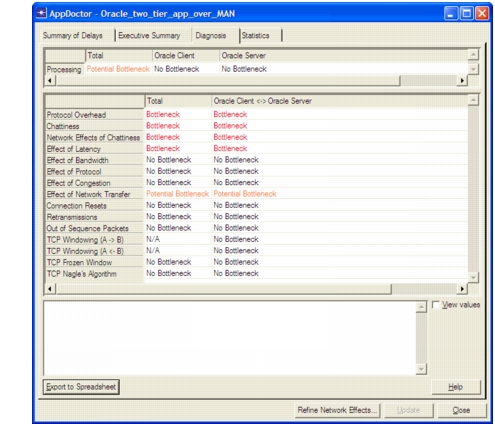 AppDoctor - Oracle_two_tier_app_over_MAN
Summary of Delays Executive Summary Diagnosis Statistics
Total Oracle Client Oracle Server
Processing Potential Bottleneck No Bottleneck No Bottleneck
Total Oracle Client <-> Oracle Server
Protocol Overhead Bottleneck Bottleneck
Chattiness Bottleneck Bottleneck
Network Effects of Chattiness Bottleneck Bottleneck
Effect of Latency Bottleneck Bottleneck
Effect of Bandwidth No Bottleneck No Bottleneck
Effect of Protocol No Bottleneck No Bottleneck
Effect of Congestion No Bottleneck No Bottleneck
Effect of Network Transfer Potential Bottleneck Potential Bottleneck
Connection Resets No Bottleneck No Bottleneck
Retransmissions No Bottleneck No Bottleneck
Out of Sequence Packets No Bottleneck No Bottleneck
TCP Windowing (A -> B) N/A No Bottleneck
TCP Windowing (A <- B) N/A No Bottleneck
TCP Frozen Window No Bottleneck No Bottleneck
TCP Nagle's Algorithm No Bottleneck No Bottleneck
View values
Export to Spreadsheet Help
Refine Network Effects... Update Close